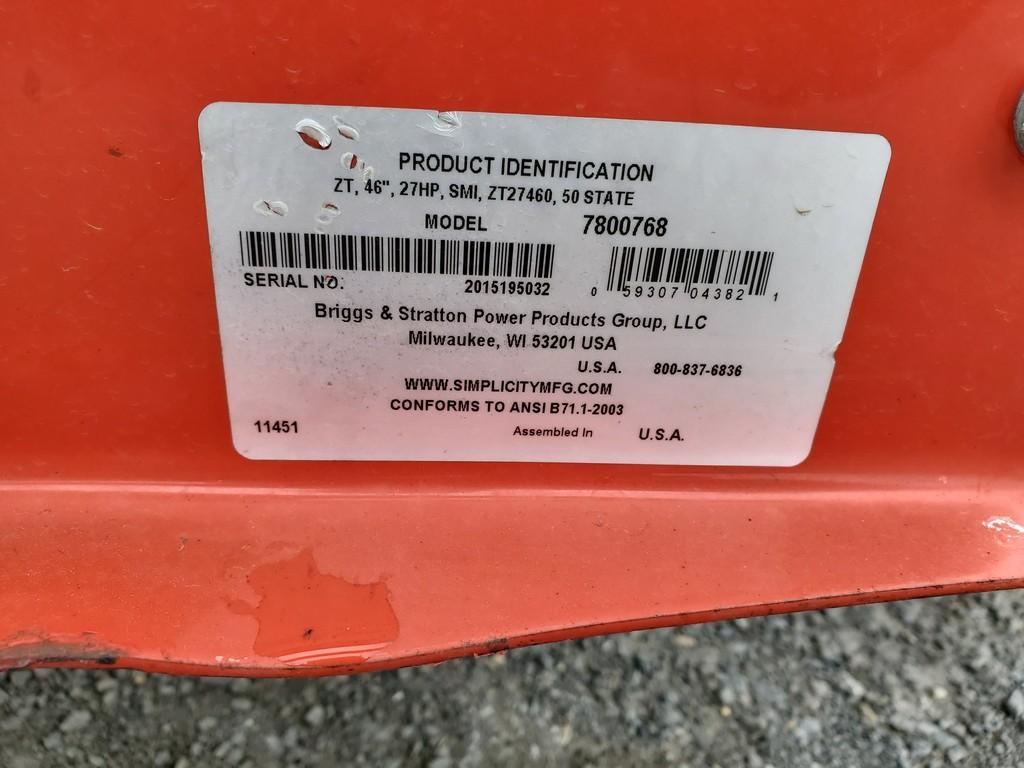 PRODUCT IDENTIFICATION
ZT, 46", 27HP, SMI, ZT27460, 50 STATE
MODEL 7800768
SERIAL NO: 2015195032
0 59307 04382 1
Briggs & Stratton Power Products Group, LLC
Milwaukee, WI 53201 USA
U.S.A. 800-837-6836
WWW.SIMPLICITYMFG.COM
CONFORMS TO ANSI B71.1-2003
11451 Assembled In U.S.A.